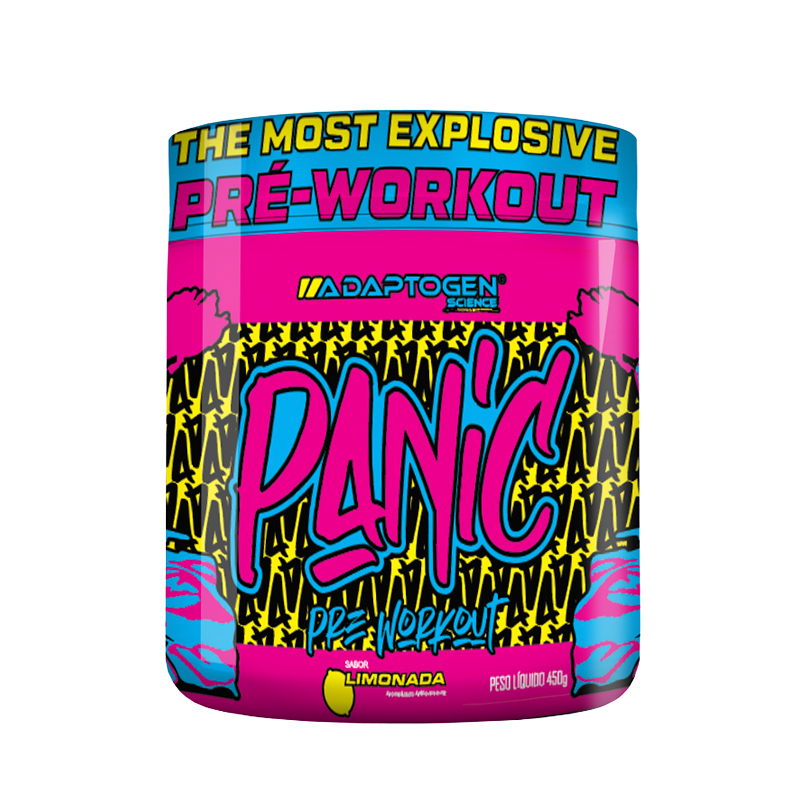 THE MOST EXPLOSIVE
PRÉ-WORKOUT
ADAPTOGEN®
SCIENCE
PANIC
PRE WORKOUT
SABOR
LIMONADA
PESO LÍQUIDO 450g